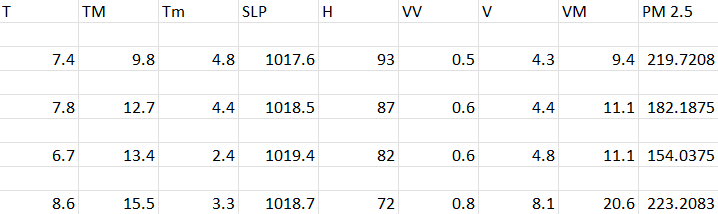 T TM Tm SLP H VV V VM PM 2.5
7.4 9.8 4.8 1017.6 93 0.5 4.3 9.4 219.7208
7.8 12.7 4.4 1018.5 87 0.6 4.4 11.1 182.1875
6.7 13.4 2.4 1019.4 82 0.6 4.8 11.1 154.0375
8.6 15.5 3.3 1018.7 72 0.8 8.1 20.6 223.2083